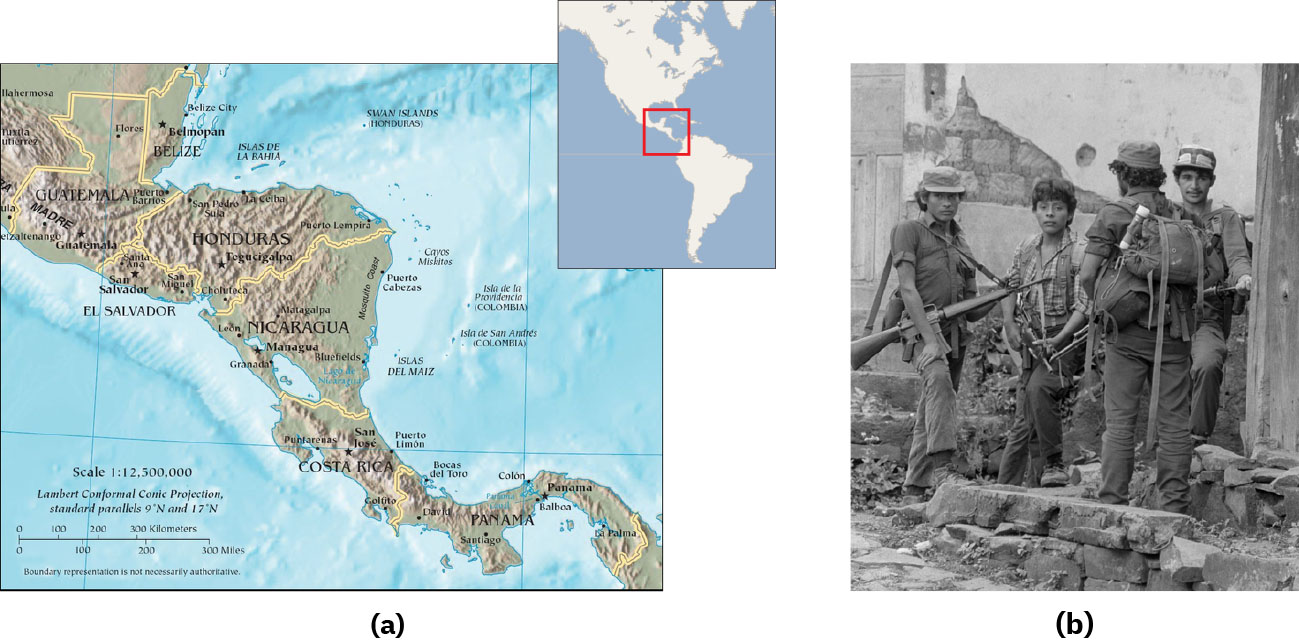 SWAN ISLANDS
(HONDURAS)
llahermosa
Belize City
Flores
Belmopan
BELIZE
ISLAS DE
LA BAHIA
GUATEMALA
Puerto
Barrios
San Pedro
Sula
La Ceiba
MADRE
Puerto Lempira
etzaltenango
Guatemala
HONDURAS
Tegucigalpa
Cayos
Miskitos
Santa
Ana
San
Salvador
San
Miguel
Choluteca
Mosquito Coast
Puerto
Cabezas
EL SALVADOR
Isla de la
Providencia
(COLOMBIA)
Matagalpa
León
NICARAGUA
Isla de San Andrés
(COLOMBIA)
Managua
Granada
Bluefields
Lago de
Nicaragua
ISLAS
DEL MAIZ
San
José
Puntarenas
Puerto
Limón
COSTA RICA
Bocas
del Toro
Colón
Golfito
David
Panama
Balboa
PANAMA
Santiago
La Palma
Scale 1:12,500,000
Lambert Conformal Conic Projection,
standard parallels 9°N and 17°N
0 100 200 300 Kilometers
0 100 200 300 Miles
Boundary representation is not necessarily authoritative.
(a)
(b)